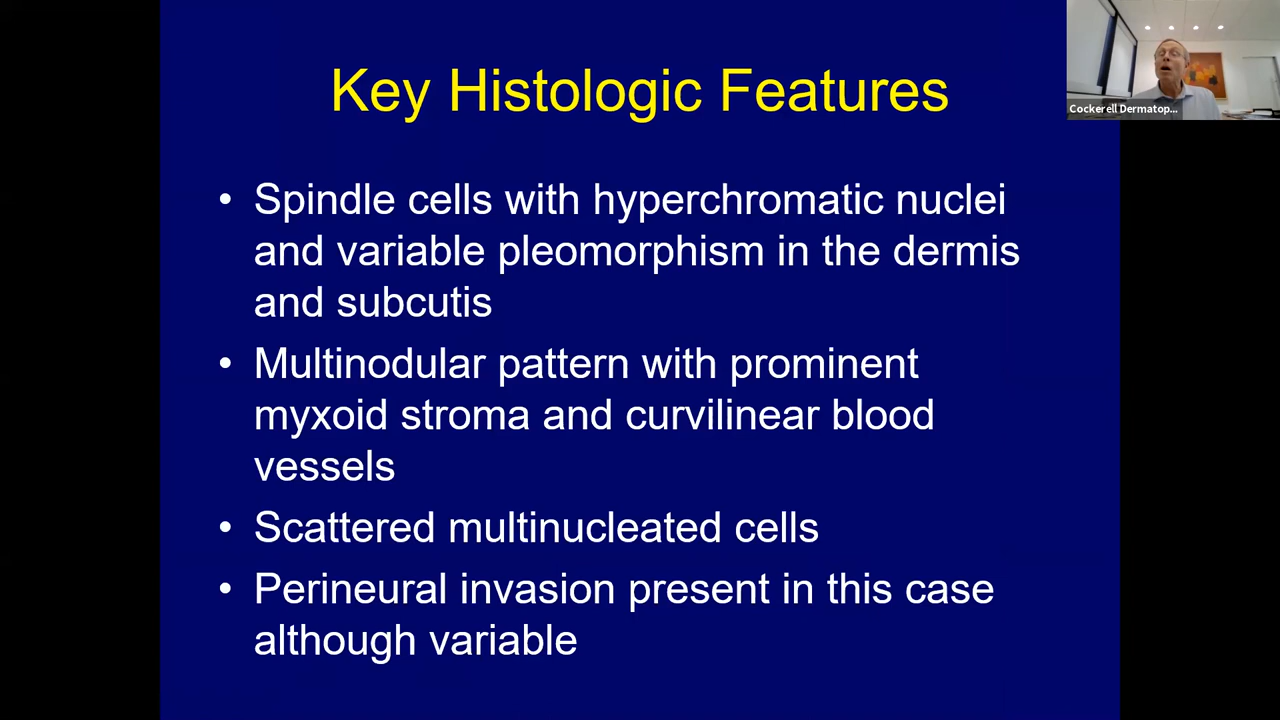 Key Histologic Features
Cockerell Dermatop...
• Spindle cells with hyperchromatic nuclei
and variable pleomorphism in the dermis
and subcutis
• Multinodular pattern with prominent
myxoid stroma and curvilinear blood
vessels
• Scattered multinucleated cells
• Perineural invasion present in this case
although variable